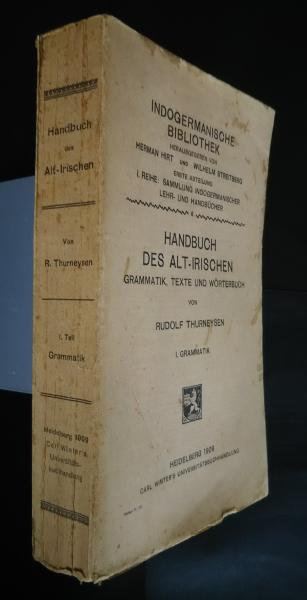 Handbuch
des
Alt-Irischen
Von
R. Thurneysen
I. Teil
Grammatik
Heidelberg 1909
Carl Winter's
Universitäts-
buchhandlung
INDOGERMANISCHE
BIBLIOTHEK
HERAUSGEGEBEN VON
HERMAN HIRT UND WILHELM STREITBERG
ERSTE ABTEILUNG
I. REIHE: SAMMLUNG INDOGERMANISCHER
LEHR- UND HANDBÜCHER
6
HANDBUCH
DES ALT-IRISCHEN
GRAMMATIK, TEXTE UND WÖRTERBUCH
VON
RUDOLF THURNEYSEN
I. GRAMMATIK
HEIDELBERG 1909
CARL WINTER'S UNIVERSITÄTSBUCHHANDLUNG